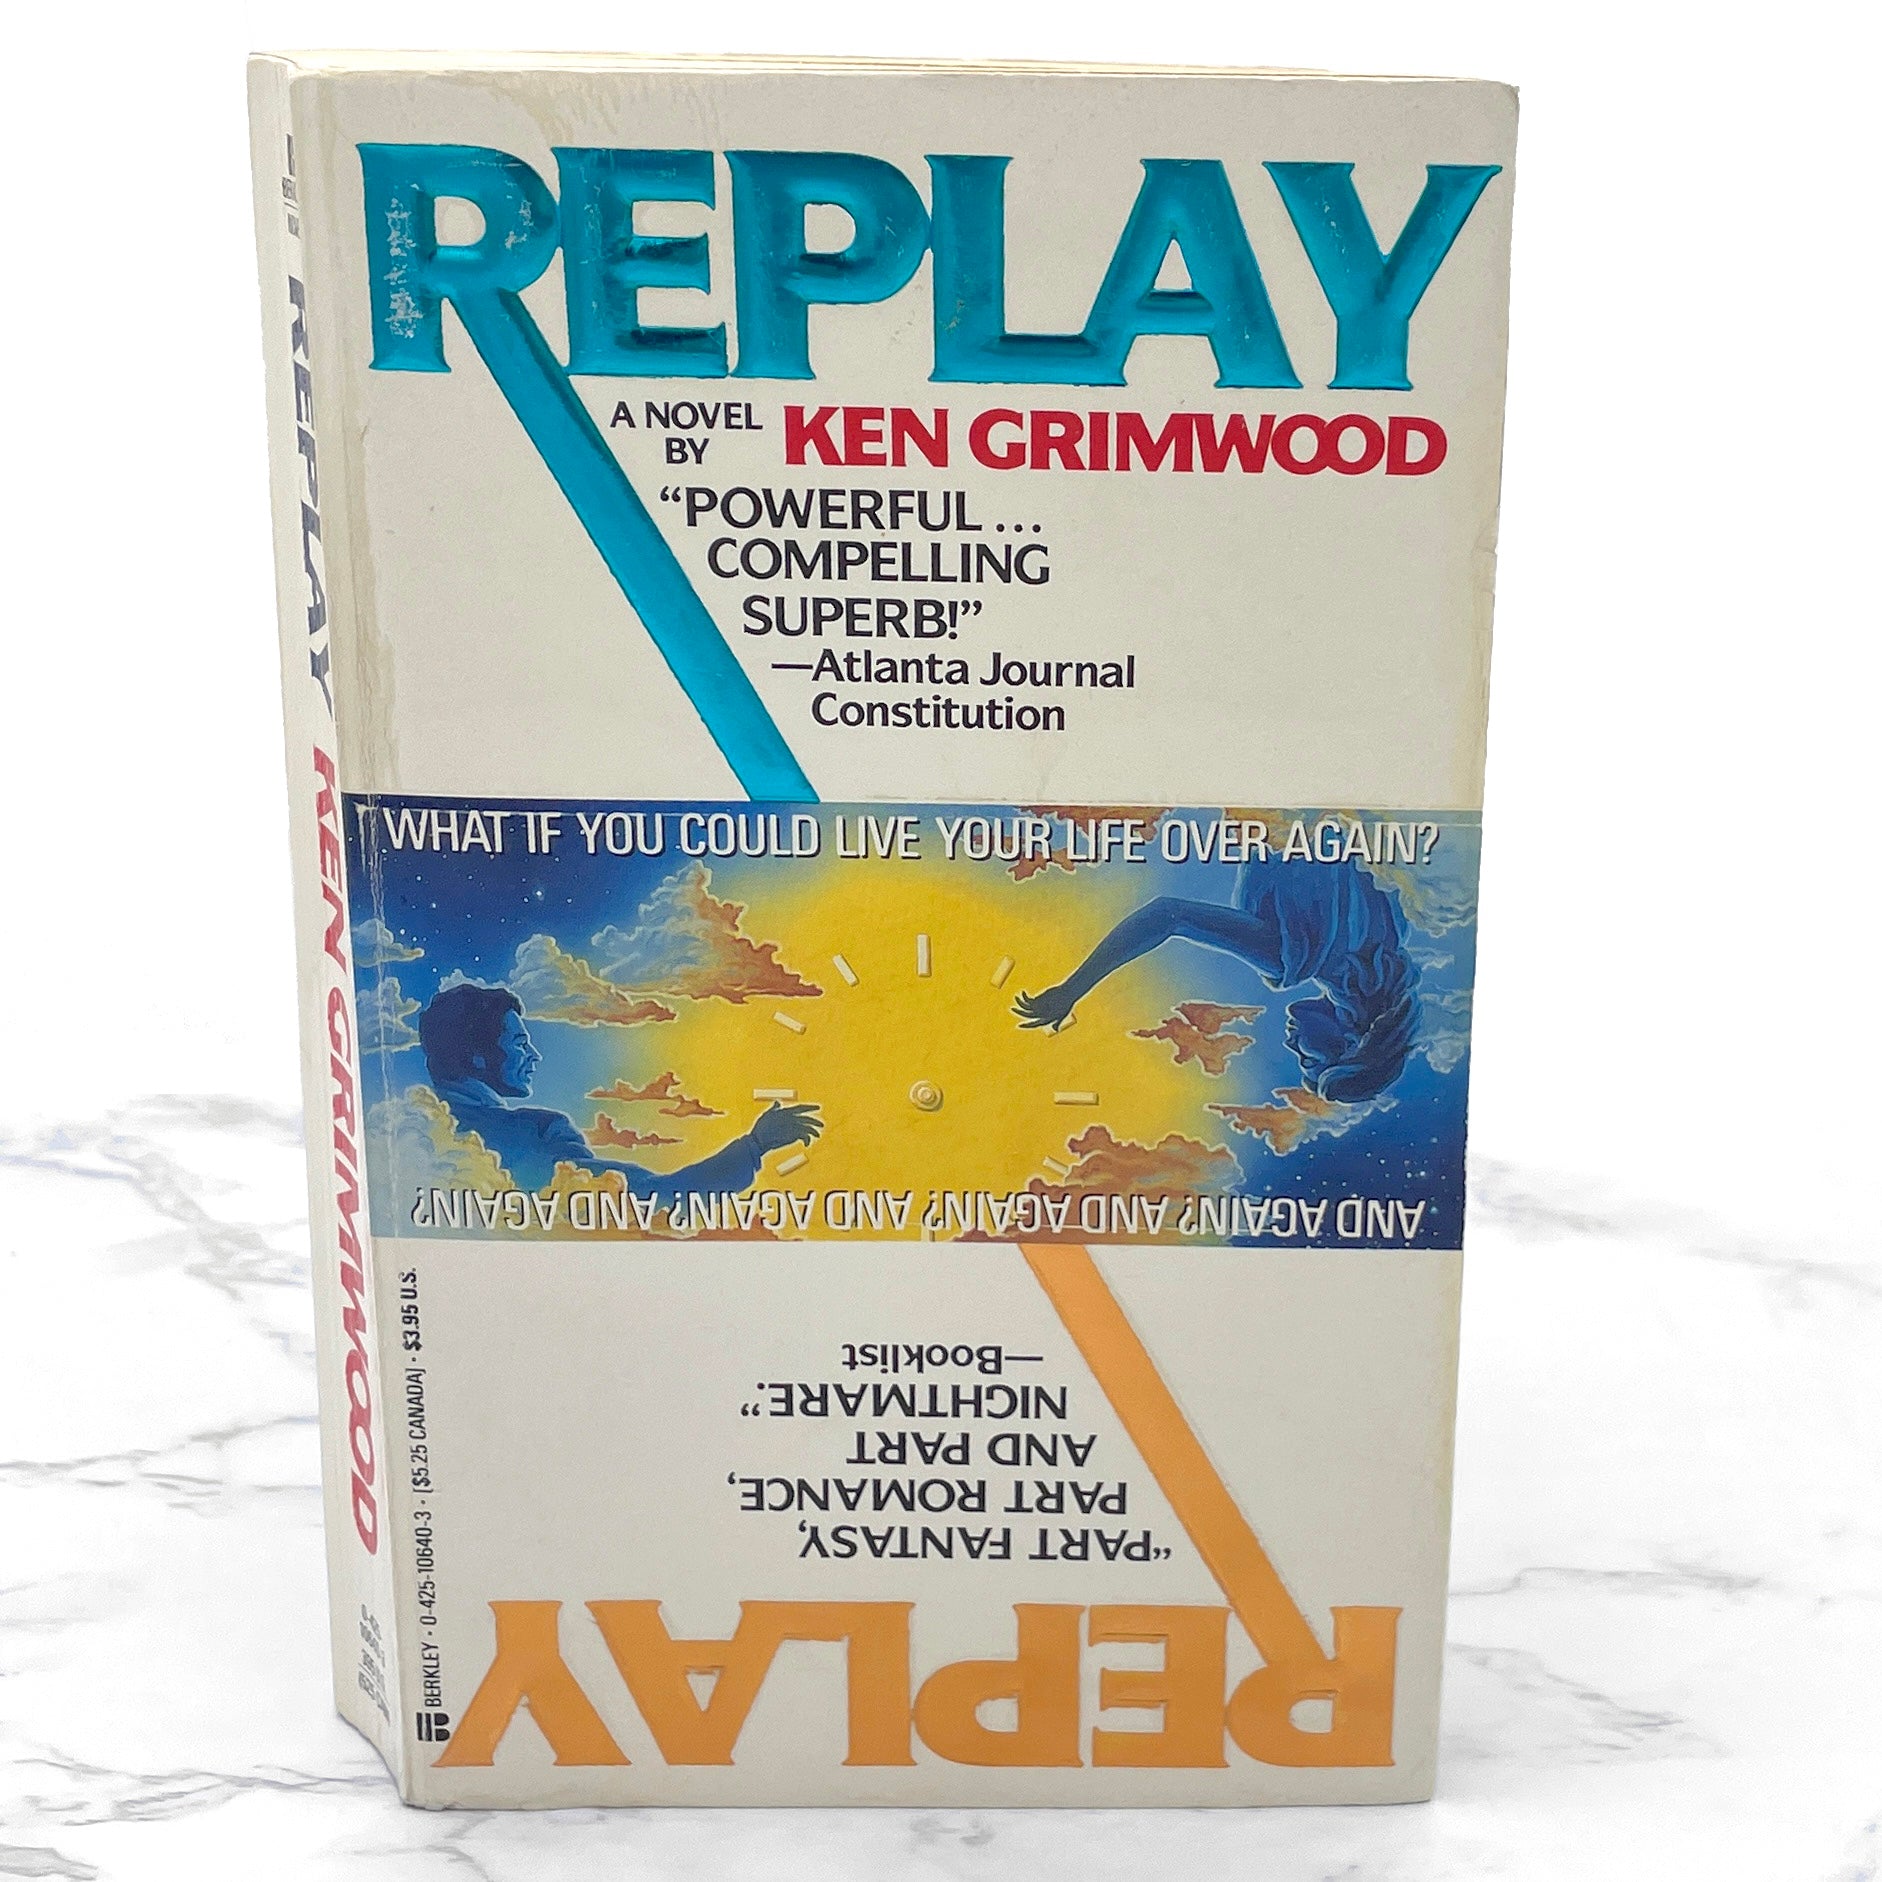 REPLAY
A NOVEL
BY
KEN GRIMWOOD
“POWERFUL...
COMPELLING
SUPERB!”
—Atlanta Journal
Constitution
WHAT IF YOU COULD LIVE YOUR LIFE OVER AGAIN?
AND AGAIN? AND AGAIN? AND AGAIN? AND AGAIN?
REPLAY
“PART FANTASY,
PART ROMANCE,
AND PART
NIGHTMARE.”
—Booklist
BERKLEY • 0-425-10640-3 • [$5.25 CANADA] • $3.95 U.S.
REPLAY KEN GRIMWOOD